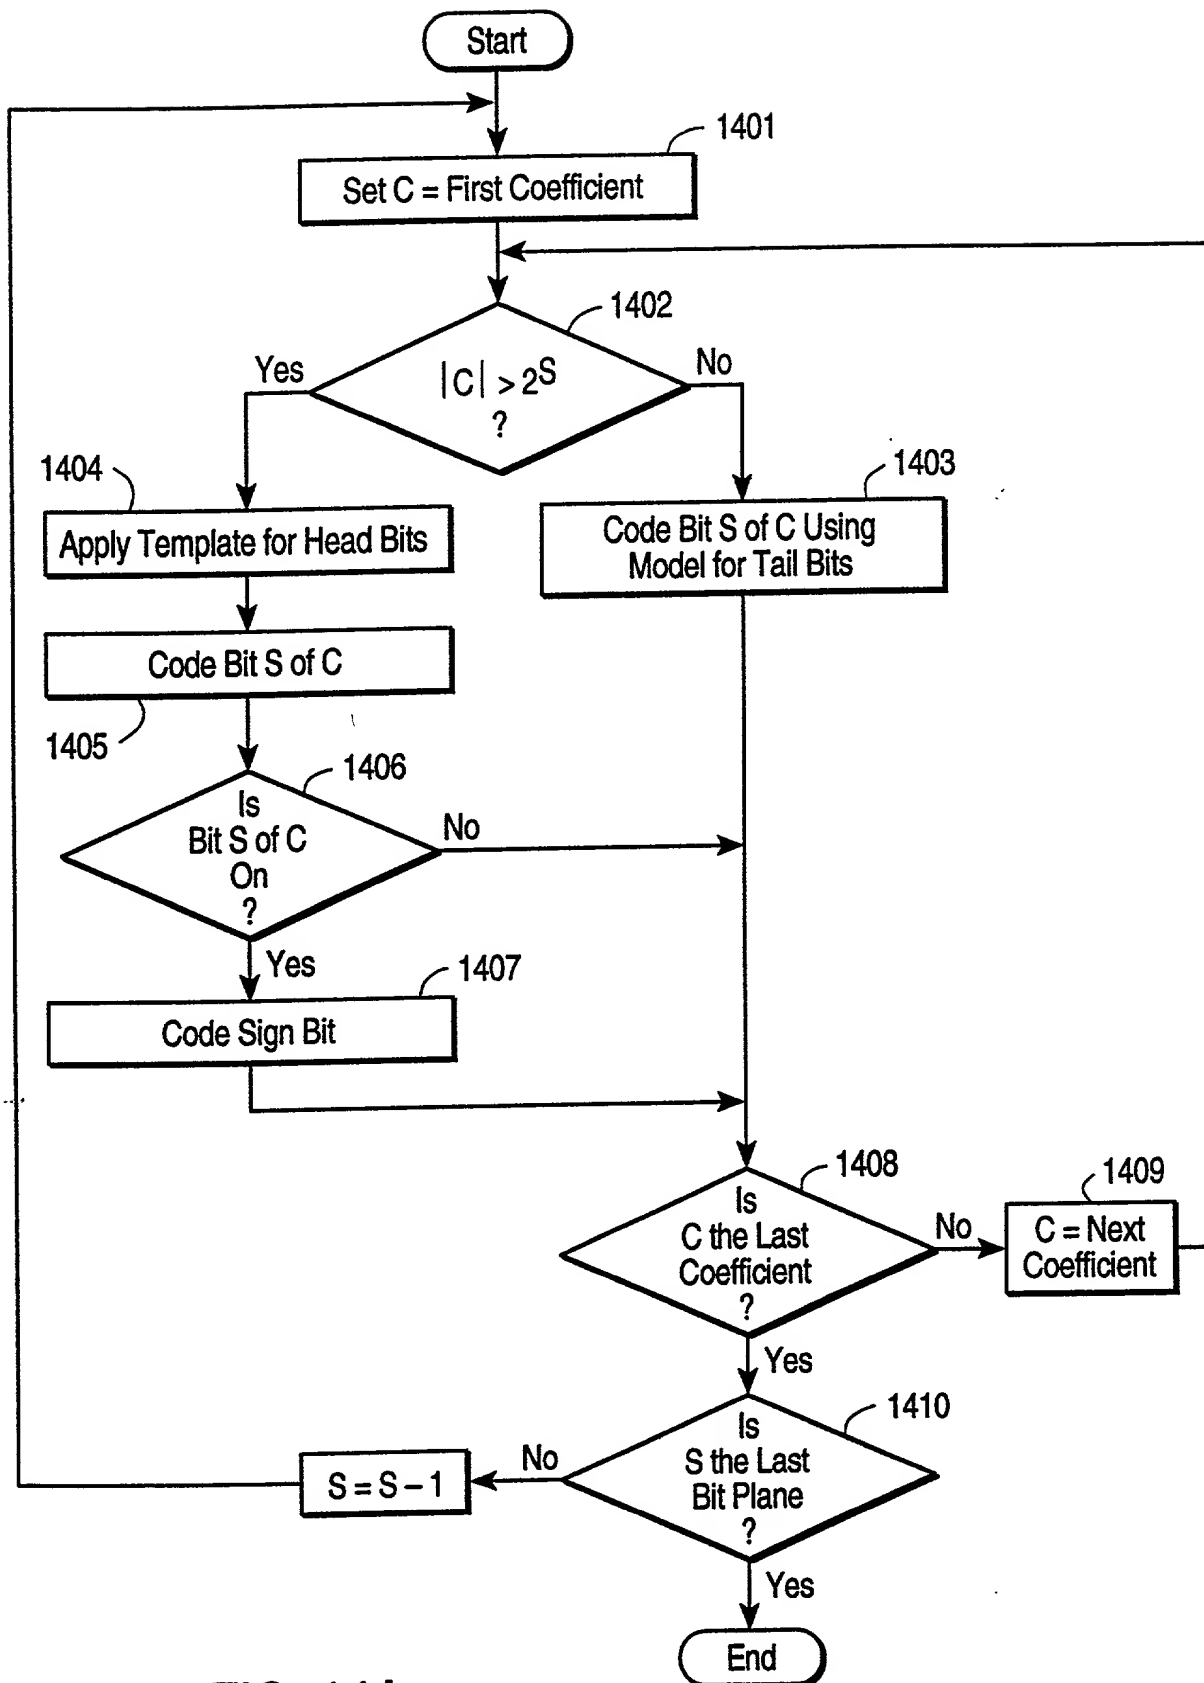 Start
1401
Set C = First Coefficient
1402
|C| > 2^S
?
Yes
No
1404
Apply Template for Head Bits
1403
Code Bit S of C Using
Model for Tail Bits
Code Bit S of C
1405
1406
Is
Bit S of C
On
?
No
Yes
1407
Code Sign Bit
1408
Is
C the Last
Coefficient
?
No
1409
C = Next
Coefficient
Yes
1410
Is
S the Last
Bit Plane
?
No
S = S – 1
Yes
End